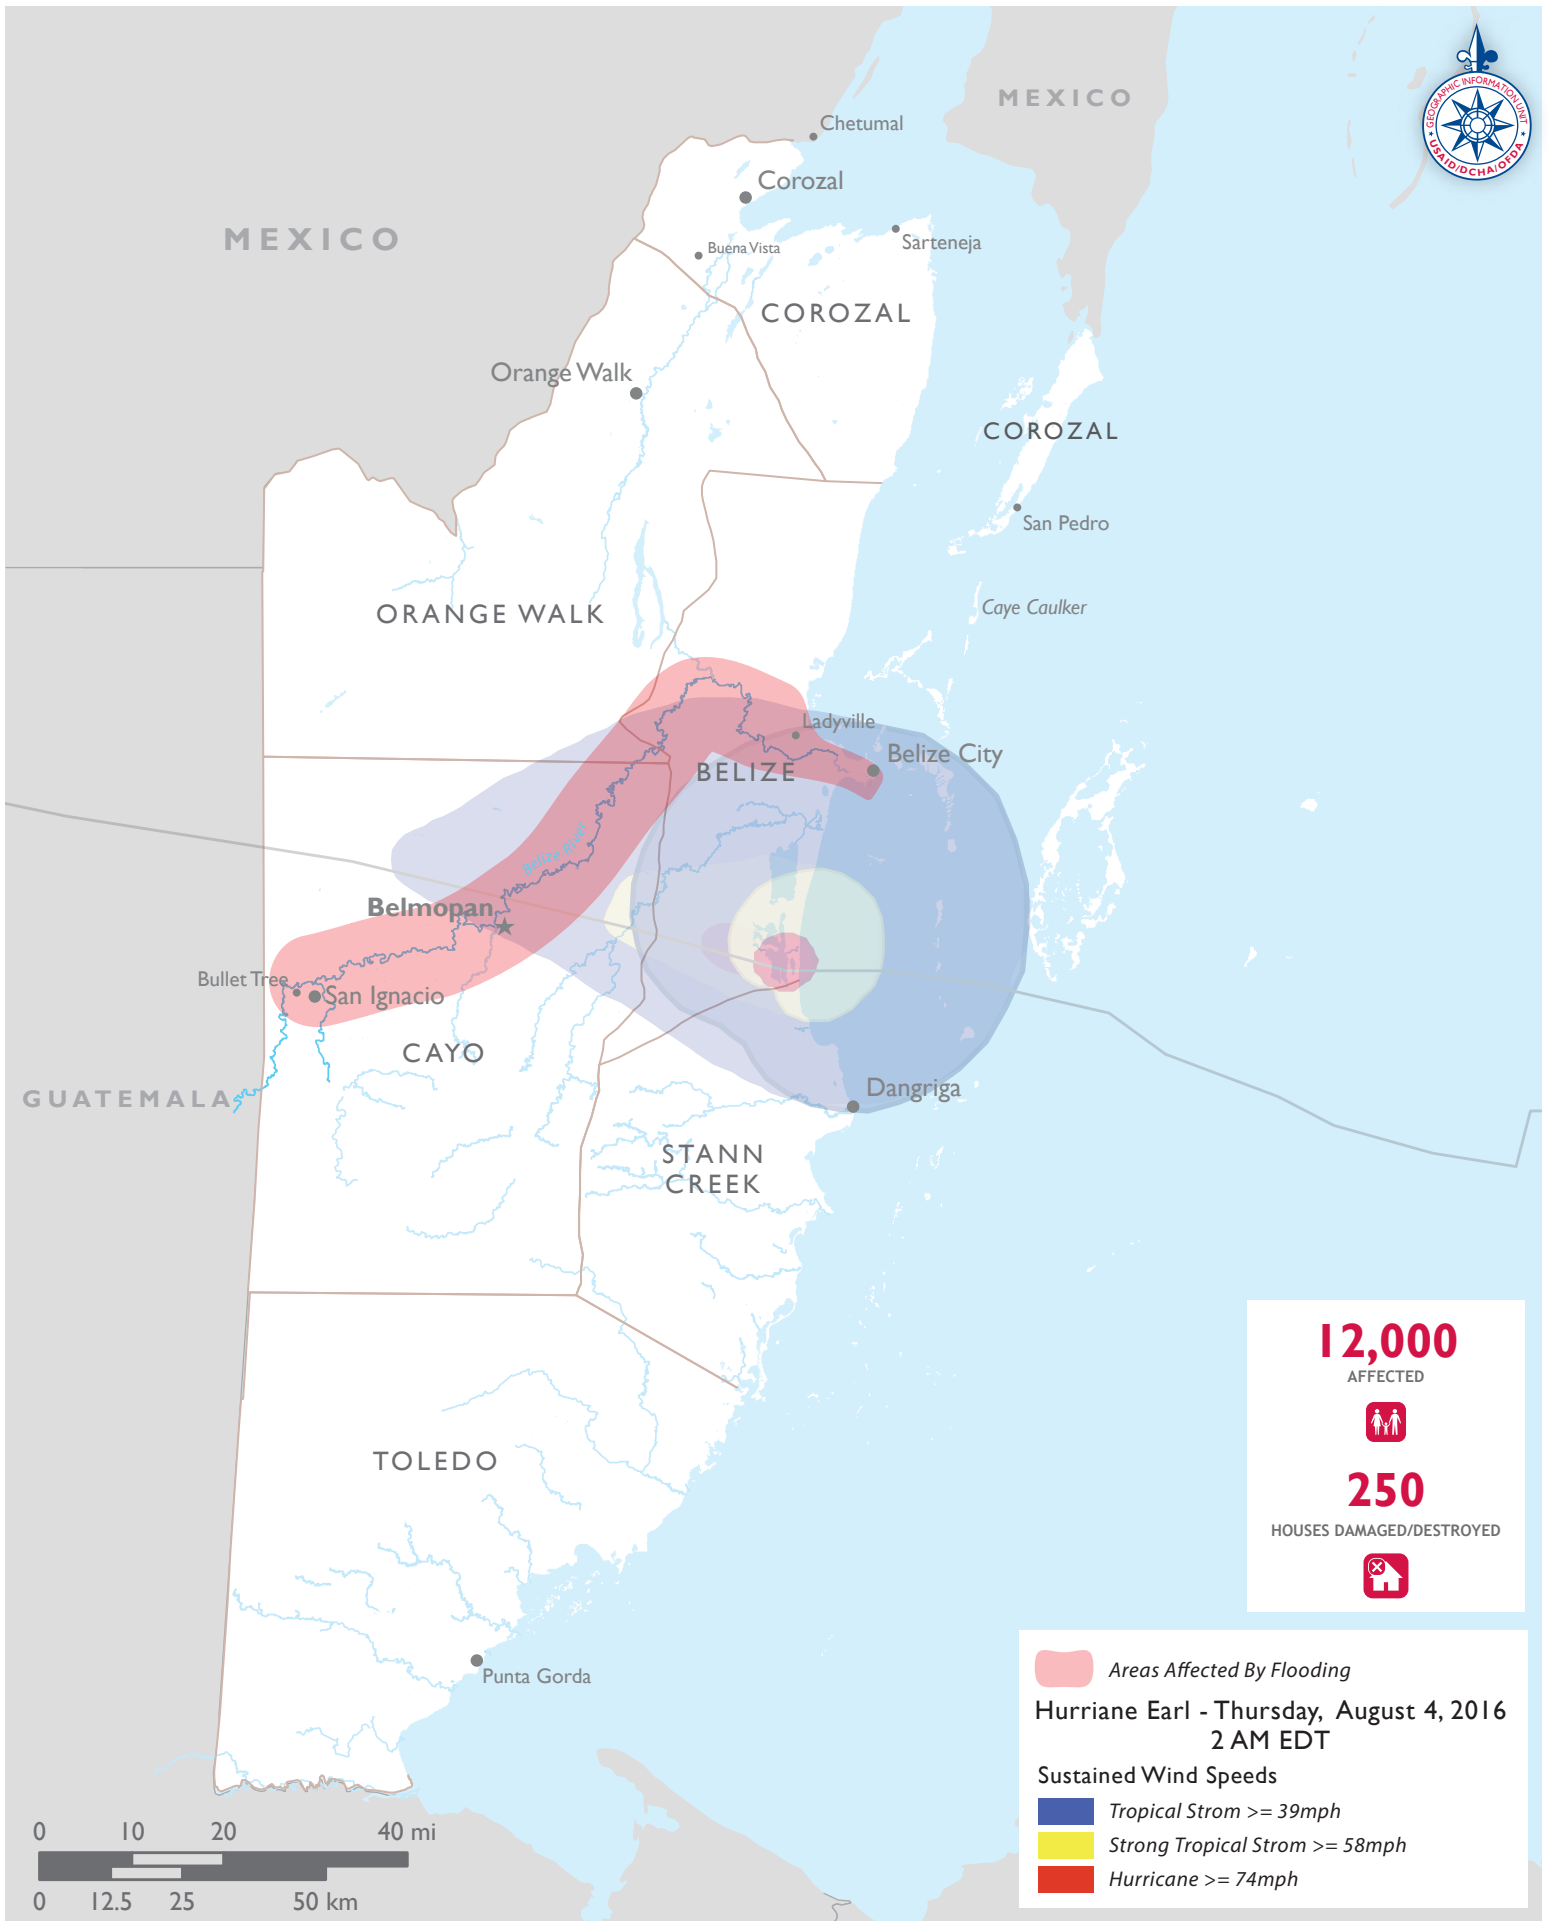 GEOGRAPHIC INFORMATION UNIT
USAID/DCHA/OFDA
MEXICO
Chetumal
Corozal
MEXICO
Buena Vista
Sarteneja
COROZAL
Orange Walk
COROZAL
San Pedro
Caye Caulker
ORANGE WALK
Ladyville
Belize City
BELIZE
Belize River
Belmopan
Bullet Tree
San Ignacio
CAYO
GUATEMALA
Dangriga
STANN
CREEK
TOLEDO
Punta Gorda
12,000
AFFECTED
250
HOUSES DAMAGED/DESTROYED
Areas Affected By Flooding
Hurriane Earl - Thursday, August 4, 2016
2 AM EDT
Sustained Wind Speeds
Tropical Strom >= 39mph
Strong Tropical Strom >= 58mph
Hurricane >= 74mph
0 10 20 40 mi
0 12.5 25 50 km